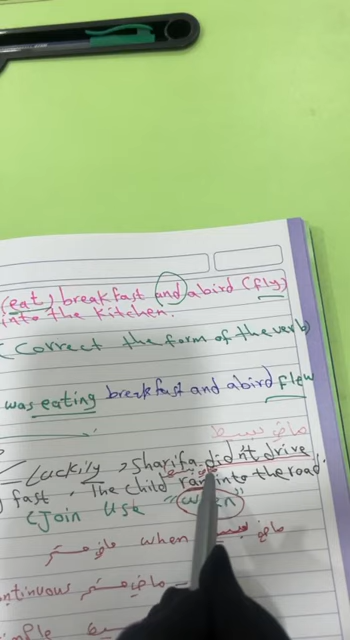 (eat) breakfast and a bird (fly)
into the kitchen.
(Correct the form of the verb)
was eating breakfast and a bird flew
ماضي بسيط
Luckily, Sharifa didn't drive
fast. The child ran into the road.
(Join Use "when"
ماضي مستمر when ماضي بسيط
ماضي مستمر